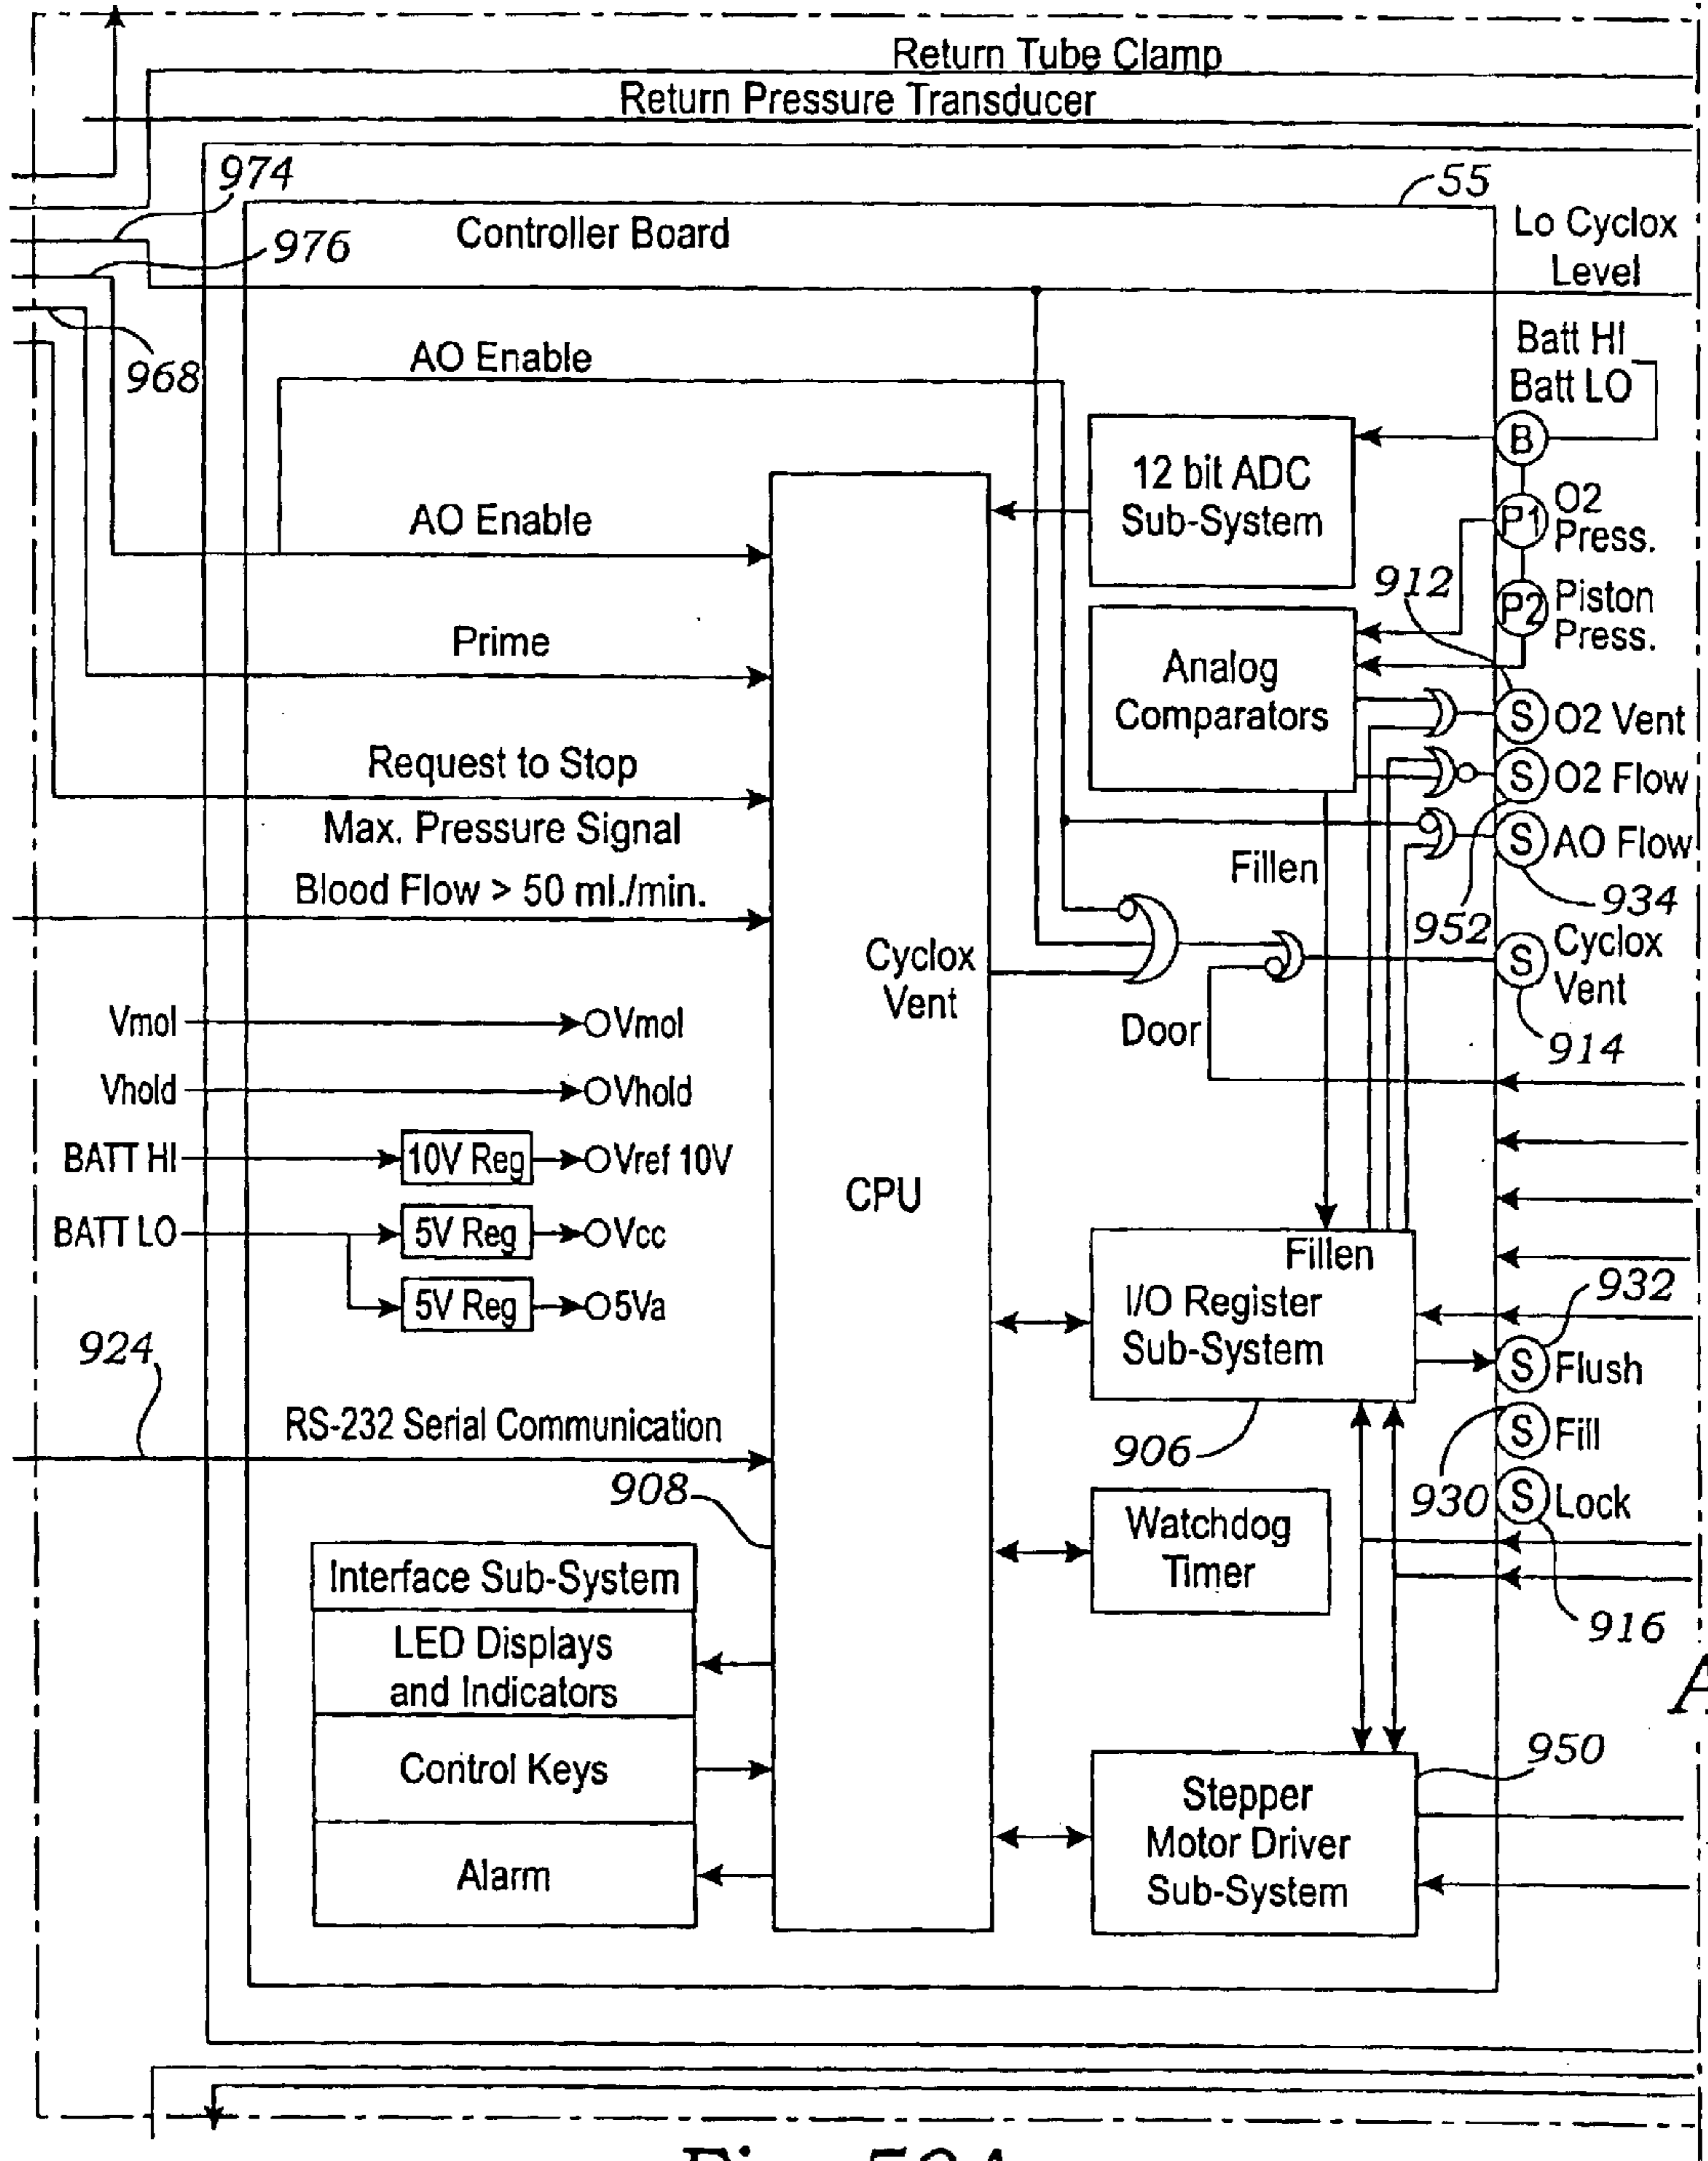 Return Tube Clamp
Return Pressure Transducer
974
55
976
Controller Board
Lo Cyclox
Level
968
AO Enable
Batt HI
Batt LO
B
12 bit ADC
Sub-System
AO Enable
P1
O2
Press.
912
P2
Piston
Press.
Prime
Analog
Comparators
S
O2 Vent
Request to Stop
S
O2 Flow
Max. Pressure Signal
S
AO Flow
Fillen
Blood Flow > 50 ml./min.
934
952
Cyclox
Vent
S
Cyclox
Vent
Vmol
Vmol
Door
914
Vhold
Vhold
BATT HI
10V Reg
Vref 10V
CPU
BATT LO
5V Reg
Vcc
Fillen
I/O Register
Sub-System
932
5V Reg
5Va
924
S
Flush
RS-232 Serial Communication
S
Fill
906
908
930
S
Lock
Watchdog
Timer
Interface Sub-System
916
LED Displays
and Indicators
A
950
Control Keys
Stepper
Motor Driver
Sub-System
Alarm